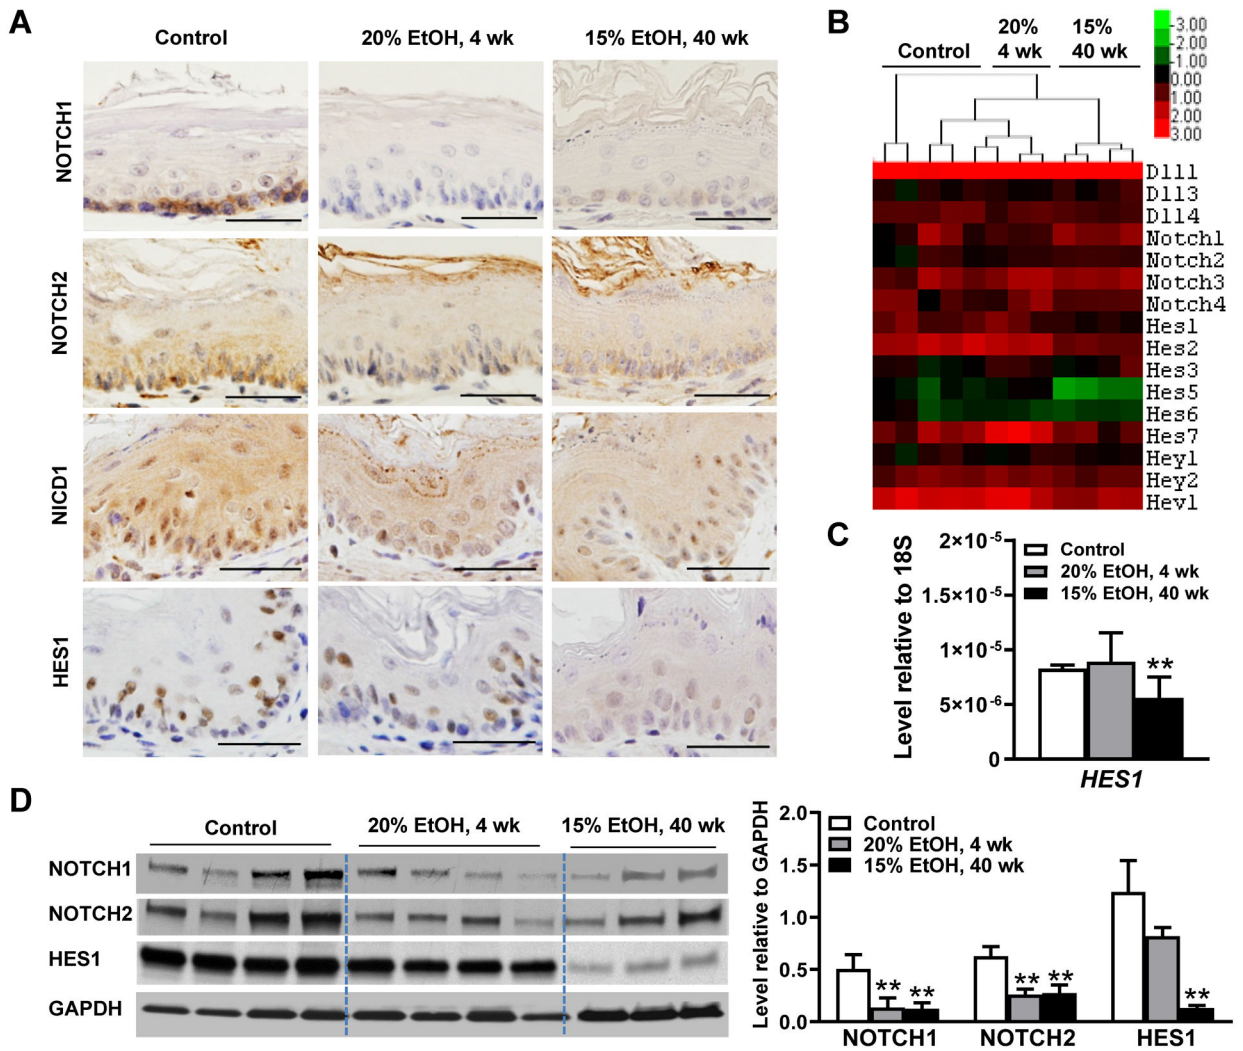 A
Control
20% EtOH, 4 wk
15% EtOH, 40 wk
NOTCH1
NOTCH2
NICD1
HES1
B
Control
20%
4 wk
15%
40 wk
-3.00
-2.00
-1.00
0.00
1.00
2.00
3.00
Dll1
Dll3
Dll4
Notch1
Notch2
Notch3
Notch4
Hes1
Hes2
Hes3
Hes5
Hes6
Hes7
Hey1
Hey2
Hey1
C
Level relative to 18S
2×10⁻⁵
1.5×10⁻⁵
1×10⁻⁵
5×10⁻⁶
0
Control
20% EtOH, 4 wk
15% EtOH, 40 wk
**
HES1
D
Control
20% EtOH, 4 wk
15% EtOH, 40 wk
NOTCH1
NOTCH2
HES1
GAPDH
Level relative to GAPDH
2.0
1.5
1.0
0.5
0.0
Control
20% EtOH, 4 wk
15% EtOH, 40 wk
** **
** **
**
NOTCH1
NOTCH2
HES1